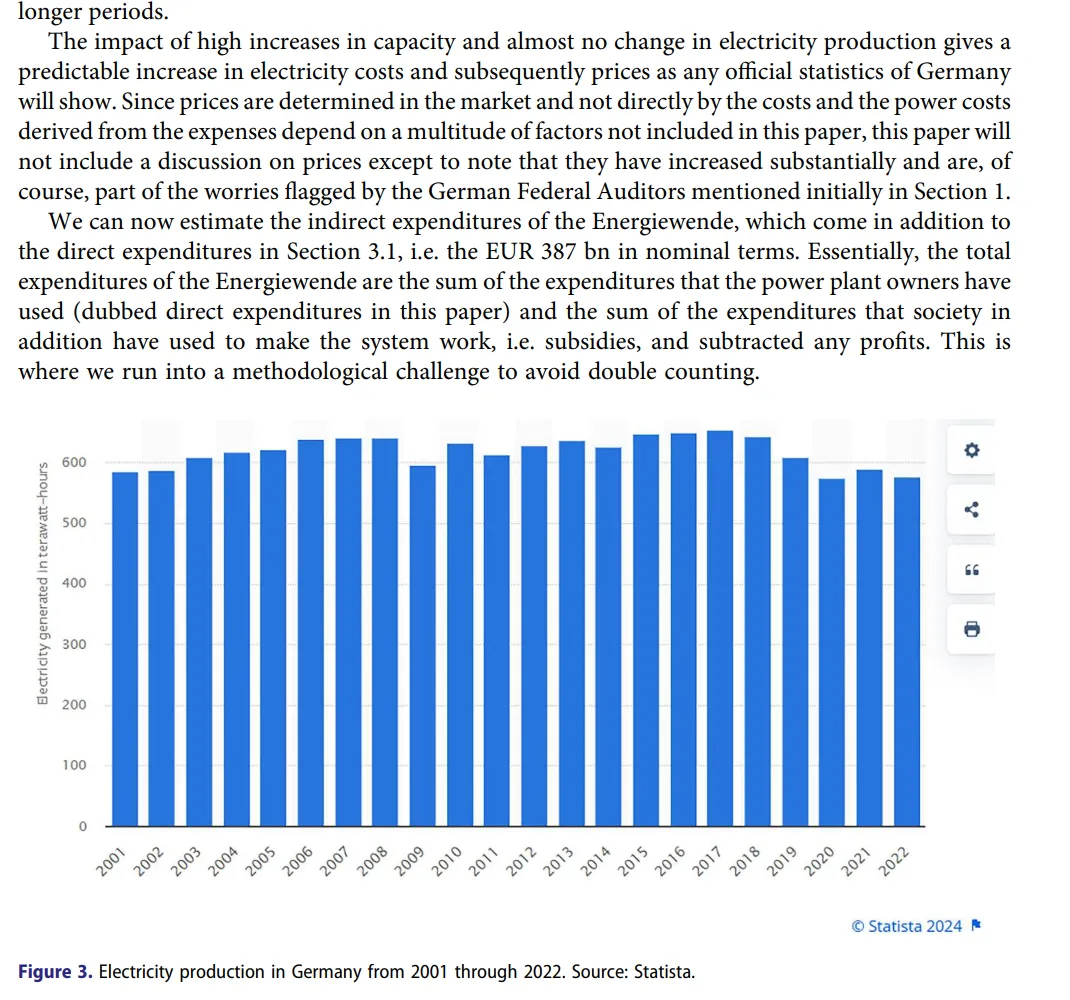 longer periods.
The impact of high increases in capacity and almost no change in electricity production gives a
predictable increase in electricity costs and subsequently prices as any official statistics of Germany
will show. Since prices are determined in the market and not directly by the costs and the power costs
derived from the expenses depend on a multitude of factors not included in this paper, this paper will
not include a discussion on prices except to note that they have increased substantially and are, of
course, part of the worries flagged by the German Federal Auditors mentioned initially in Section 1.
We can now estimate the indirect expenditures of the Energiewende, which come in addition to
the direct expenditures in Section 3.1, i.e. the EUR 387 bn in nominal terms. Essentially, the total
expenditures of the Energiewende are the sum of the expenditures that the power plant owners have
used (dubbed direct expenditures in this paper) and the sum of the expenditures that society in
addition have used to make the system work, i.e. subsidies, and subtracted any profits. This is
where we run into a methodological challenge to avoid double counting.
Electricity generated in terawatt-hours
600
500
400
300
200
100
0
2001
2002
2003
2004
2005
2006
2007
2008
2009
2010
2011
2012
2013
2014
2015
2016
2017
2018
2019
2020
2021
2022
© Statista 2024
Figure 3. Electricity production in Germany from 2001 through 2022. Source: Statista.